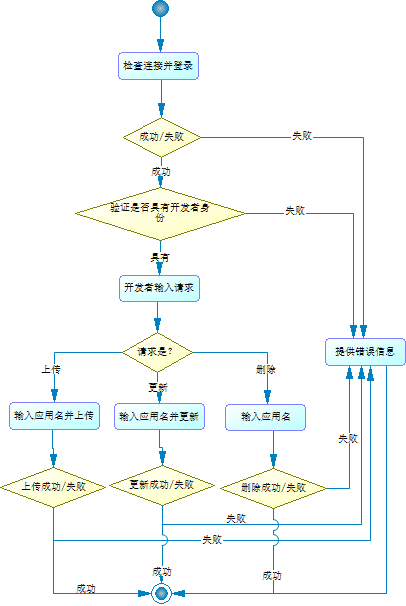 检查连接并登录
成功/失败
失败
成功
验证是否具有开发者身
份
失败
具有
开发者输入请求
请求是?
提供错误信息
上传
更新
删除
输入应用名并上传
输入应用名并更新
输入应用名
失败
上传成功/失败
更新成功/失败
删除成功/失败
失败
失败
成功
成功
成功